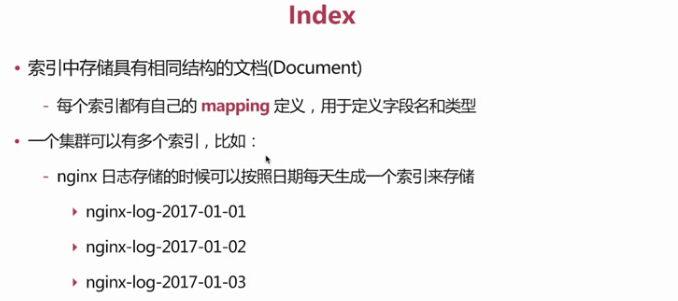 Index
索引中存储具有相同结构的文档(Document)
每个索引都有自己的 mapping 定义，用于定义字段名和类型
一个集群可以有多个索引，比如：
nginx 日志存储的时候可以按照日期每天生成一个索引来存储
nginx-log-2017-01-01
nginx-log-2017-01-02
nginx-log-2017-01-03